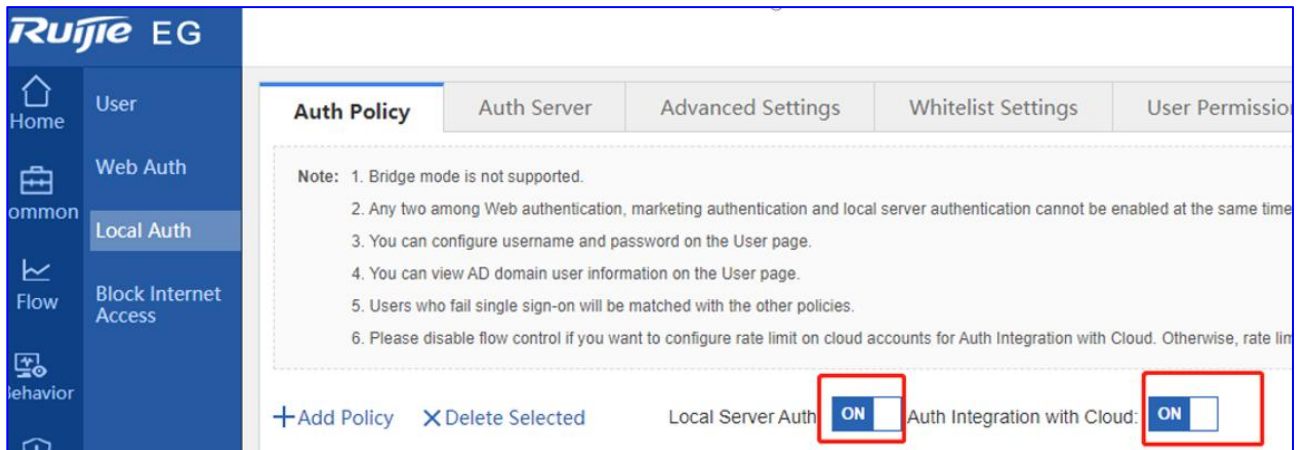 Ruijie EG
Home
ommon
Flow
Behavior
User
Web Auth
Local Auth
Block Internet
Access
Auth Policy Auth Server Advanced Settings Whitelist Settings User Permission
Note: 1. Bridge mode is not supported.
2. Any two among Web authentication, marketing authentication and local server authentication cannot be enabled at the same time
3. You can configure username and password on the User page.
4. You can view AD domain user information on the User page.
5. Users who fail single sign-on will be matched with the other policies.
6. Please disable flow control if you want to configure rate limit on cloud accounts for Auth Integration with Cloud. Otherwise, rate lim
+Add Policy XDelete Selected Local Server Auth ON Auth Integration with Cloud: ON